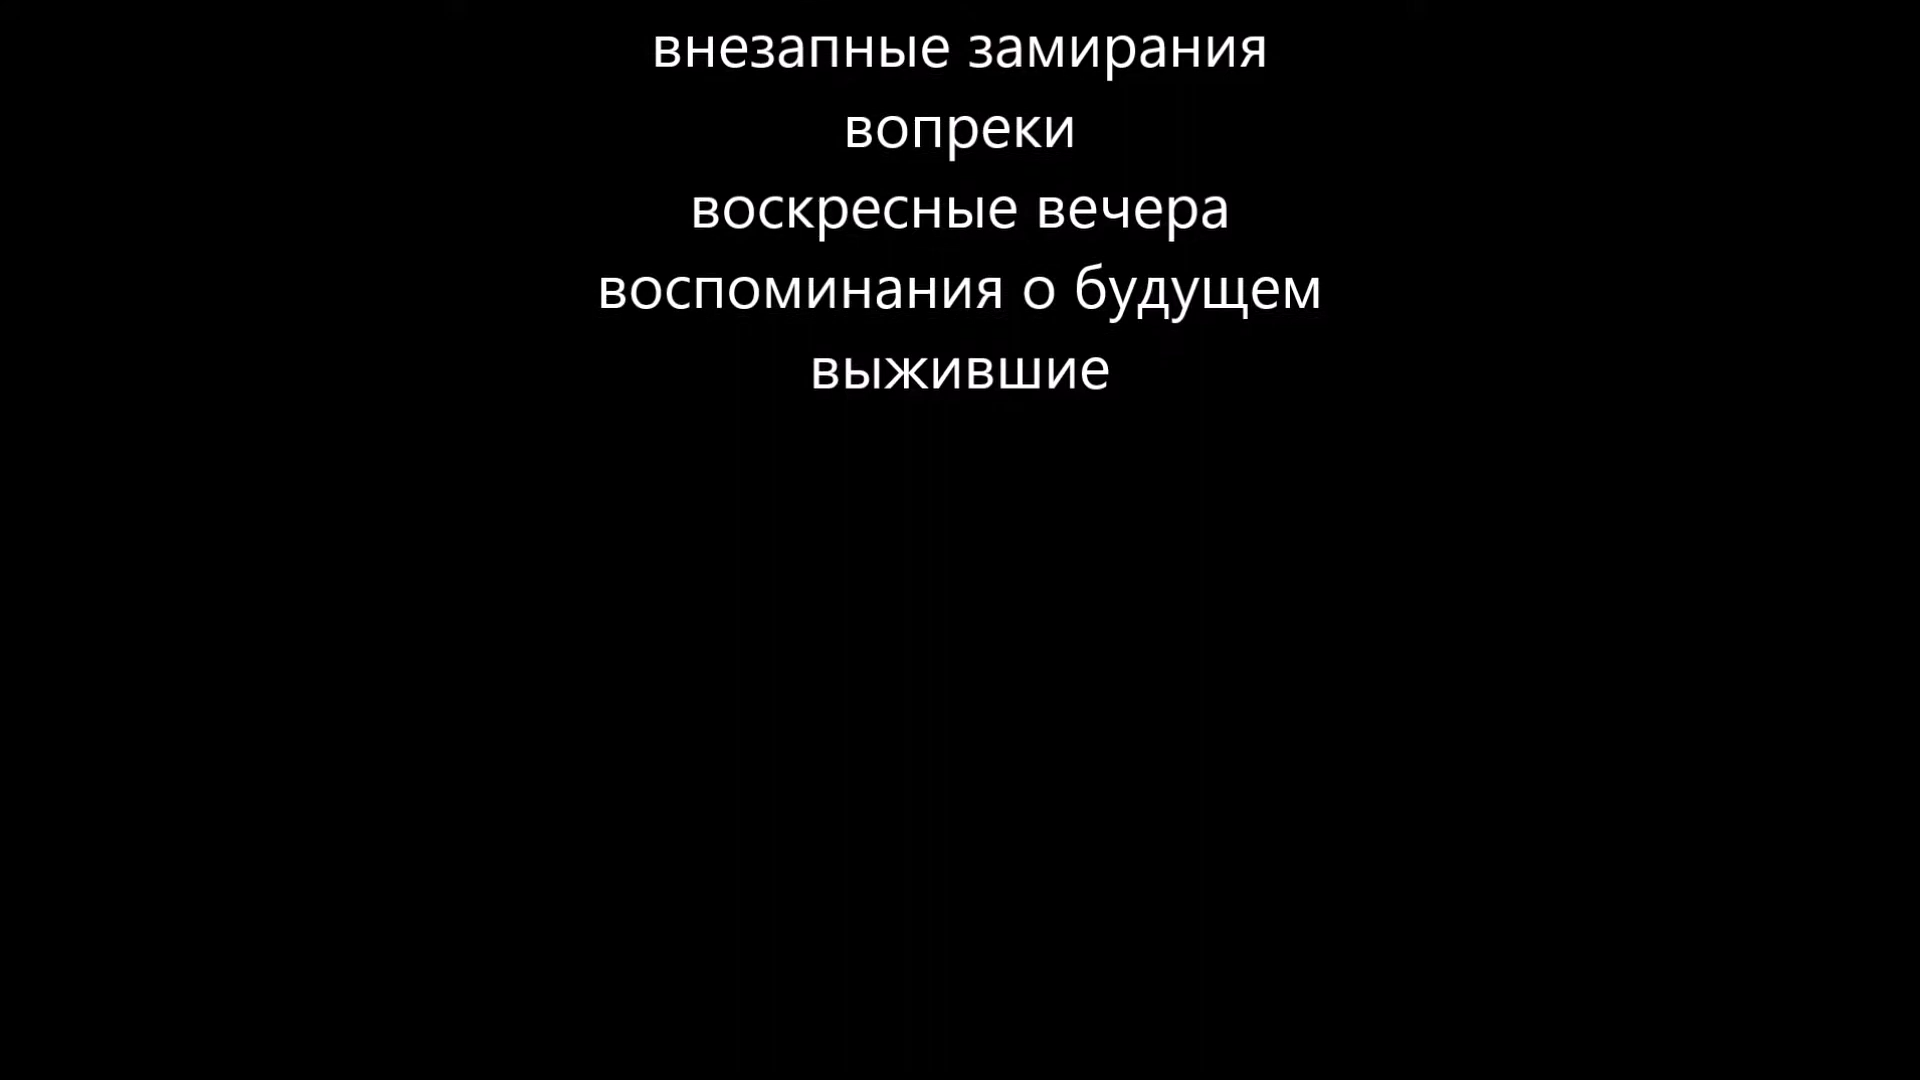 внезапные замирания
вопреки
воскресные вечера
воспоминания о будущем
выжившие